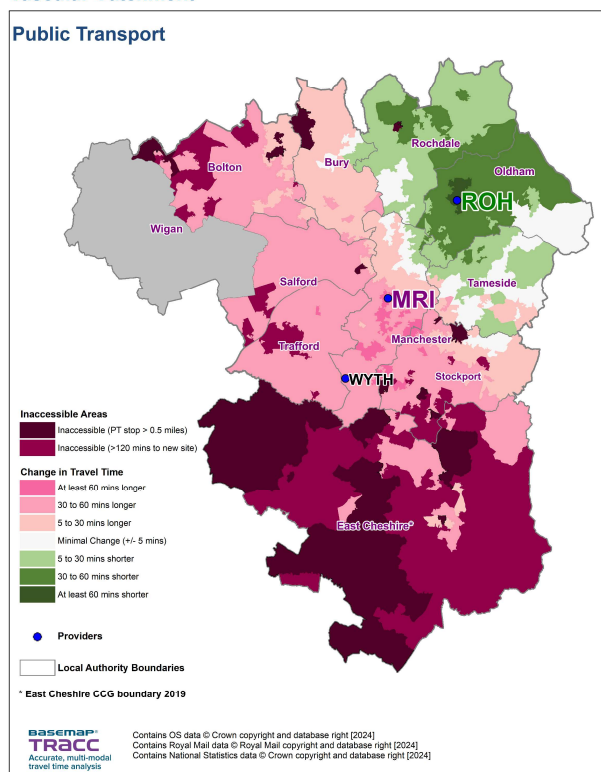 Public Transport
Rochdale
Bury
Oldham
Bolton
ROH
Wigan
Salford
Tameside
MRI
Manchester
Trafford
WYTH
Stockport
East Cheshire*
Inaccessible Areas
Inaccessible (PT stop > 0.5 miles)
Inaccessible (>120 mins to new site)
Change in Travel Time
At least 60 mins longer
30 to 60 mins longer
5 to 30 mins longer
Minimal Change (+/- 5 mins)
5 to 30 mins shorter
30 to 60 mins shorter
At least 60 mins shorter
Providers
Local Authority Boundaries
* East Cheshire CCG boundary 2019
BASEMAP®
TRACC
Accurate, multi-modal
travel time analysis
Contains OS data © Crown copyright and database right [2024]
Contains Royal Mail data © Royal Mail copyright and database right [2024]
Contains National Statistics data © Crown copyright and database right [2024]